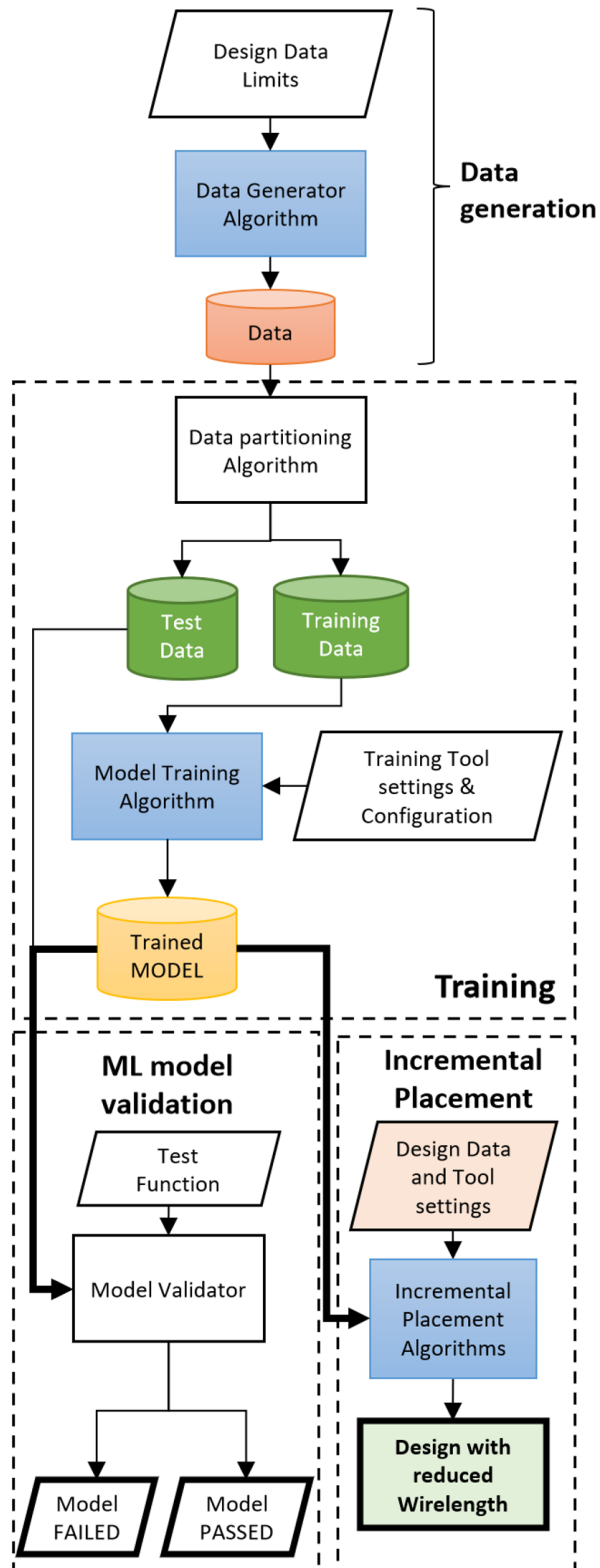 Design Data
Limits
Data Generator
Algorithm
Data
generation
Data
Data partitioning
Algorithm
Test
Data
Training
Data
Model Training
Algorithm
Training Tool
settings &
Configuration
Trained
MODEL
Training
ML model
validation
Test
Function
Model Validator
Model
FAILED
Model
PASSED
Incremental
Placement
Design Data
and Tool
settings
Incremental
Placement
Algorithms
Design with
reduced
Wirelength